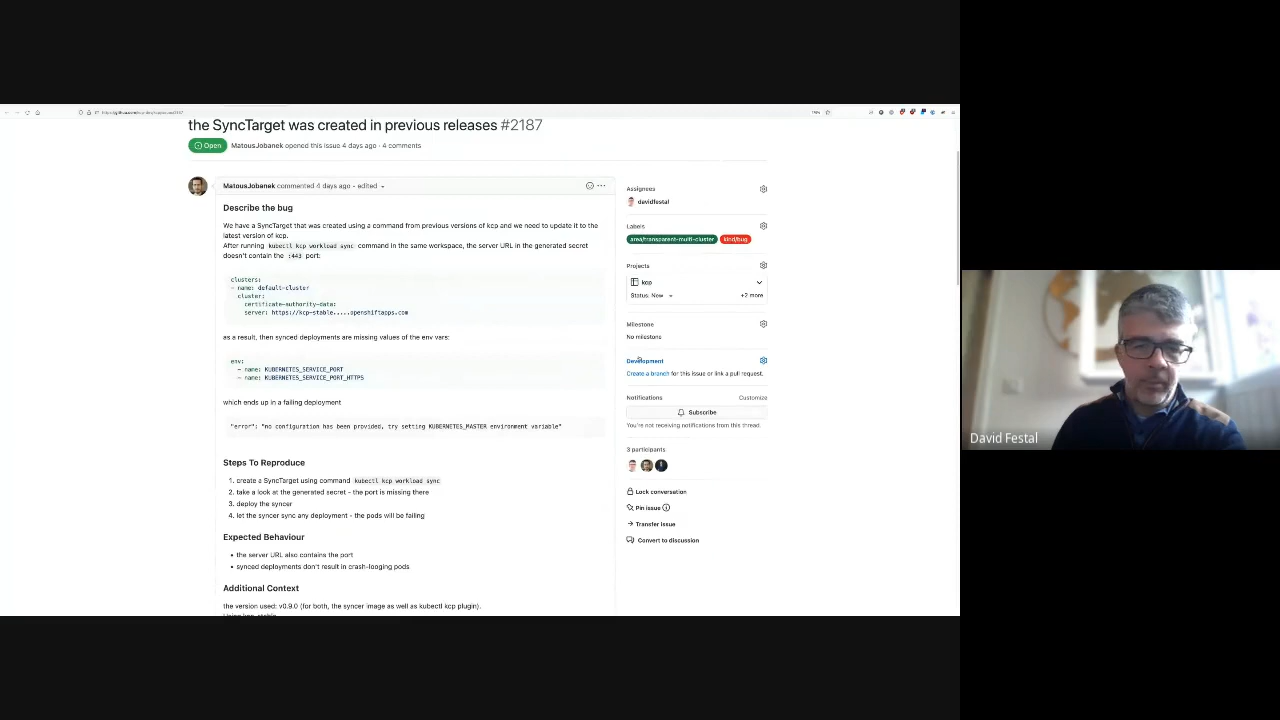 the SyncTarget was created in previous releases #2187
Open
MatousJobanek opened this issue 4 days ago · 4 comments
MatousJobanek commented 4 days ago • edited
Describe the bug
We have a SyncTarget that was created using a command from previous versions of kcp and we need to update it to the
latest version of kcp.
After running kubectl kcp workload sync command in the same workspace, the server URL in the generated secret
doesn't contain the :443 port:
clusters:
- name: default-cluster
cluster:
certificate-authority-data:
server: https://kcp-stable.....openshiftapps.com
as a result, then synced deployments are missing values of the env vars:
env:
- name: KUBERNETES_SERVICE_PORT
- name: KUBERNETES_SERVICE_PORT_HTTPS
which ends up in a failing deployment
"error": "no configuration has been provided, try setting KUBERNETES_MASTER environment variable"
Steps To Reproduce
1. create a SyncTarget using command kubectl kcp workload sync
2. take a look at the generated secret - the port is missing there
3. deploy the syncer
4. let the syncer sync any deployment - the pods will be failing
Expected Behaviour
• the server URL also contains the port
• synced deployments don't result in crash-looging pods
Additional Context
the version used: v0.9.0 (for both, the syncer image as well as kubectl kcp plugin).
Assignees
davidfestal
Labels
area/transparent-multi-cluster kind/bug
Projects
kcp
Status: New +2 more
Milestone
No milestone
Development
Create a branch for this issue or link a pull request.
Notifications Customize
Subscribe
You're not receiving notifications from this thread.
3 participants
Lock conversation
Pin issue
Transfer issue
Convert to discussion
David Festal